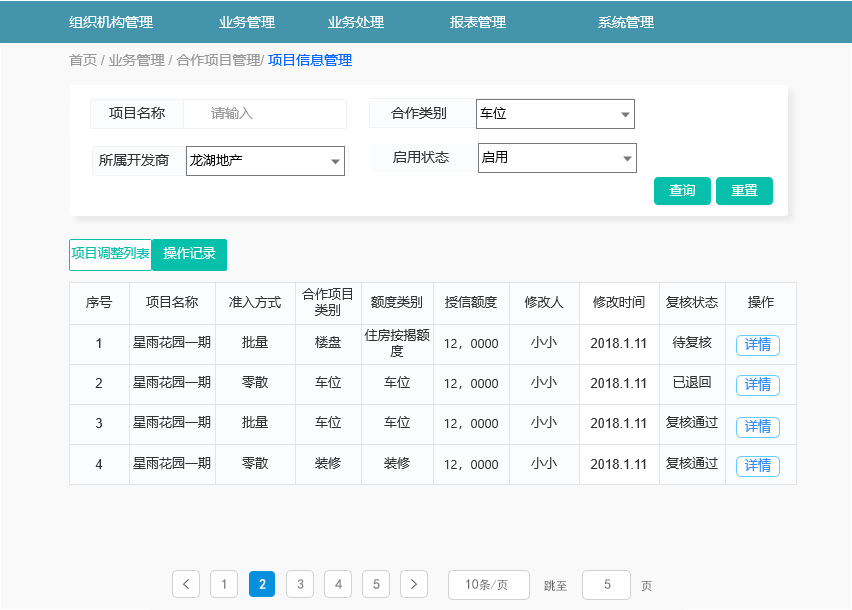 组织机构管理 业务管理 业务处理 报表管理 系统管理
首页 / 业务管理 / 合作项目管理/ 项目信息管理
项目名称 请输入 合作类别 车位
所属开发商 龙湖地产 启用状态 启用
查询 重置
项目调整列表 操作记录
序号 项目名称 准入方式 合作项目类别 额度类别 授信额度 修改人 修改时间 复核状态 操作
1 星雨花园一期 批量 楼盘 住房按揭额度 12，0000 小小 2018.1.11 待复核 详情
2 星雨花园一期 零散 车位 车位 12，0000 小小 2018.1.11 已退回 详情
3 星雨花园一期 批量 车位 车位 12，0000 小小 2018.1.11 复核通过 详情
4 星雨花园一期 零散 装修 装修 12，0000 小小 2018.1.11 复核通过 详情
< 1 2 3 4 5 > 10条/页 跳至 5 页